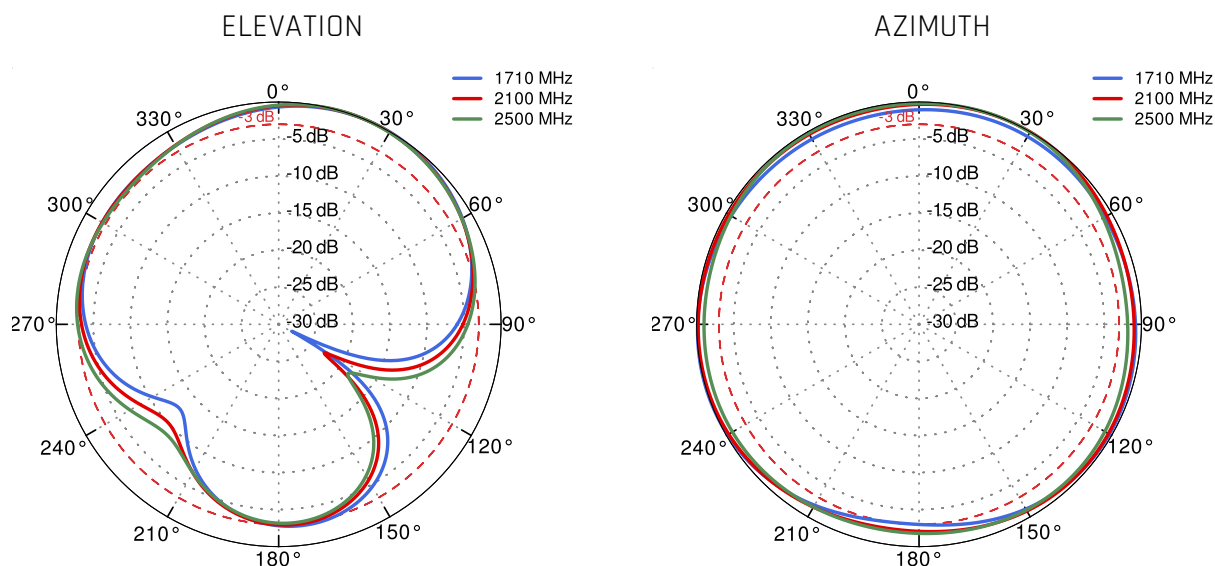 ELEVATION
1710 MHz
2100 MHz
2500 MHz
0°
330°
-3 dB
30°
-5 dB
-10 dB
300°
60°
-15 dB
-20 dB
-25 dB
270°
-30 dB
90°
240°
120°
210°
150°
180°
AZIMUTH
1710 MHz
2100 MHz
2500 MHz
0°
330°
-3 dB
30°
-5 dB
-10 dB
300°
60°
-15 dB
-20 dB
-25 dB
270°
-30 dB
90°
240°
120°
210°
150°
180°